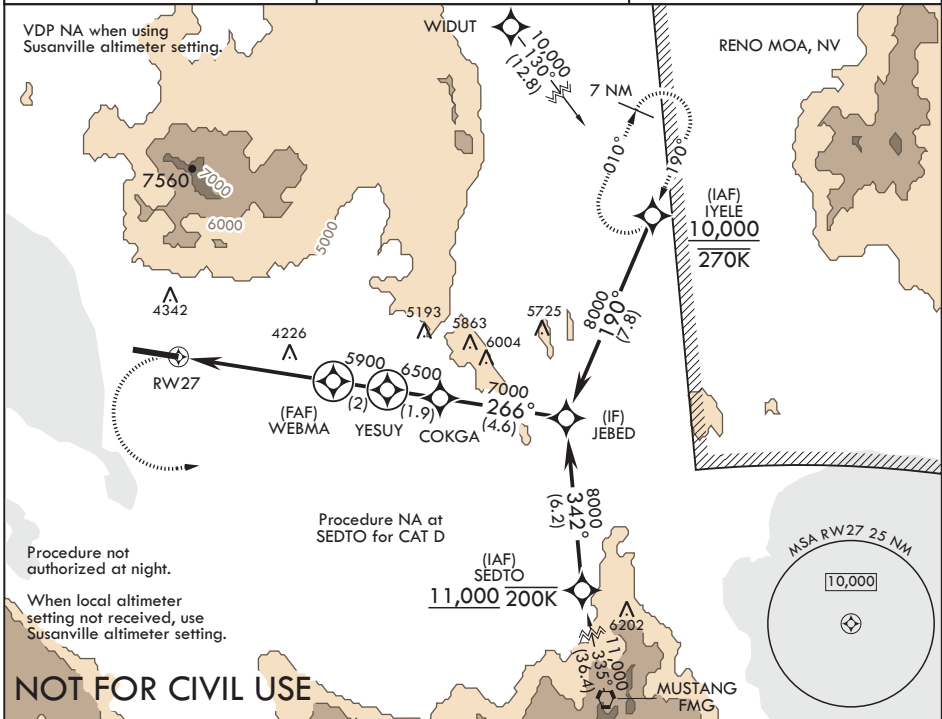 VDP NA when using
Susanville altimeter setting.
WIDUT
10,000
130°
(12.8)
RENO MOA, NV
7 NM
010°
190°
7560
7000
6000
5000
(IAF)
IYELE
10,000
270K
4342
4226
5193
5863
6004
5725
8000
190°
(7.8)
RW27
5900
6500
7000
266°
(2)
(1.9)
(4.6)
(FAF)
WEBMA
YESUY
COKGA
(IF)
JEBED
8000
342°
(6.2)
Procedure NA at
SEDTO for CAT D
(IAF)
SEDTO
11,000 200K
Procedure not
authorized at night.
When local altimeter
setting not received, use
Susanville altimeter setting.
6202
11,000
335°
(36.4)
MUSTANG
FMG
MSA RW27 25 NM
10,000
NOT FOR CIVIL USE